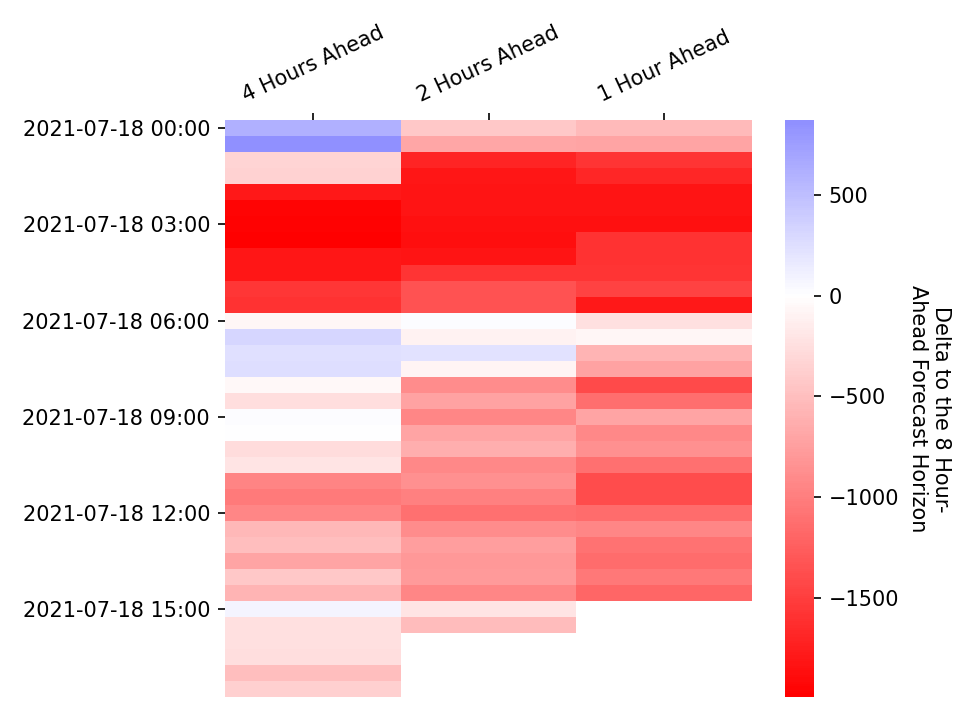 4 Hours Ahead
2 Hours Ahead
1 Hour Ahead
2021-07-18 00:00
2021-07-18 03:00
2021-07-18 06:00
2021-07-18 09:00
2021-07-18 12:00
2021-07-18 15:00
500
0
−500
−1000
−1500
Delta to the 8 Hour-
Ahead Forecast Horizon